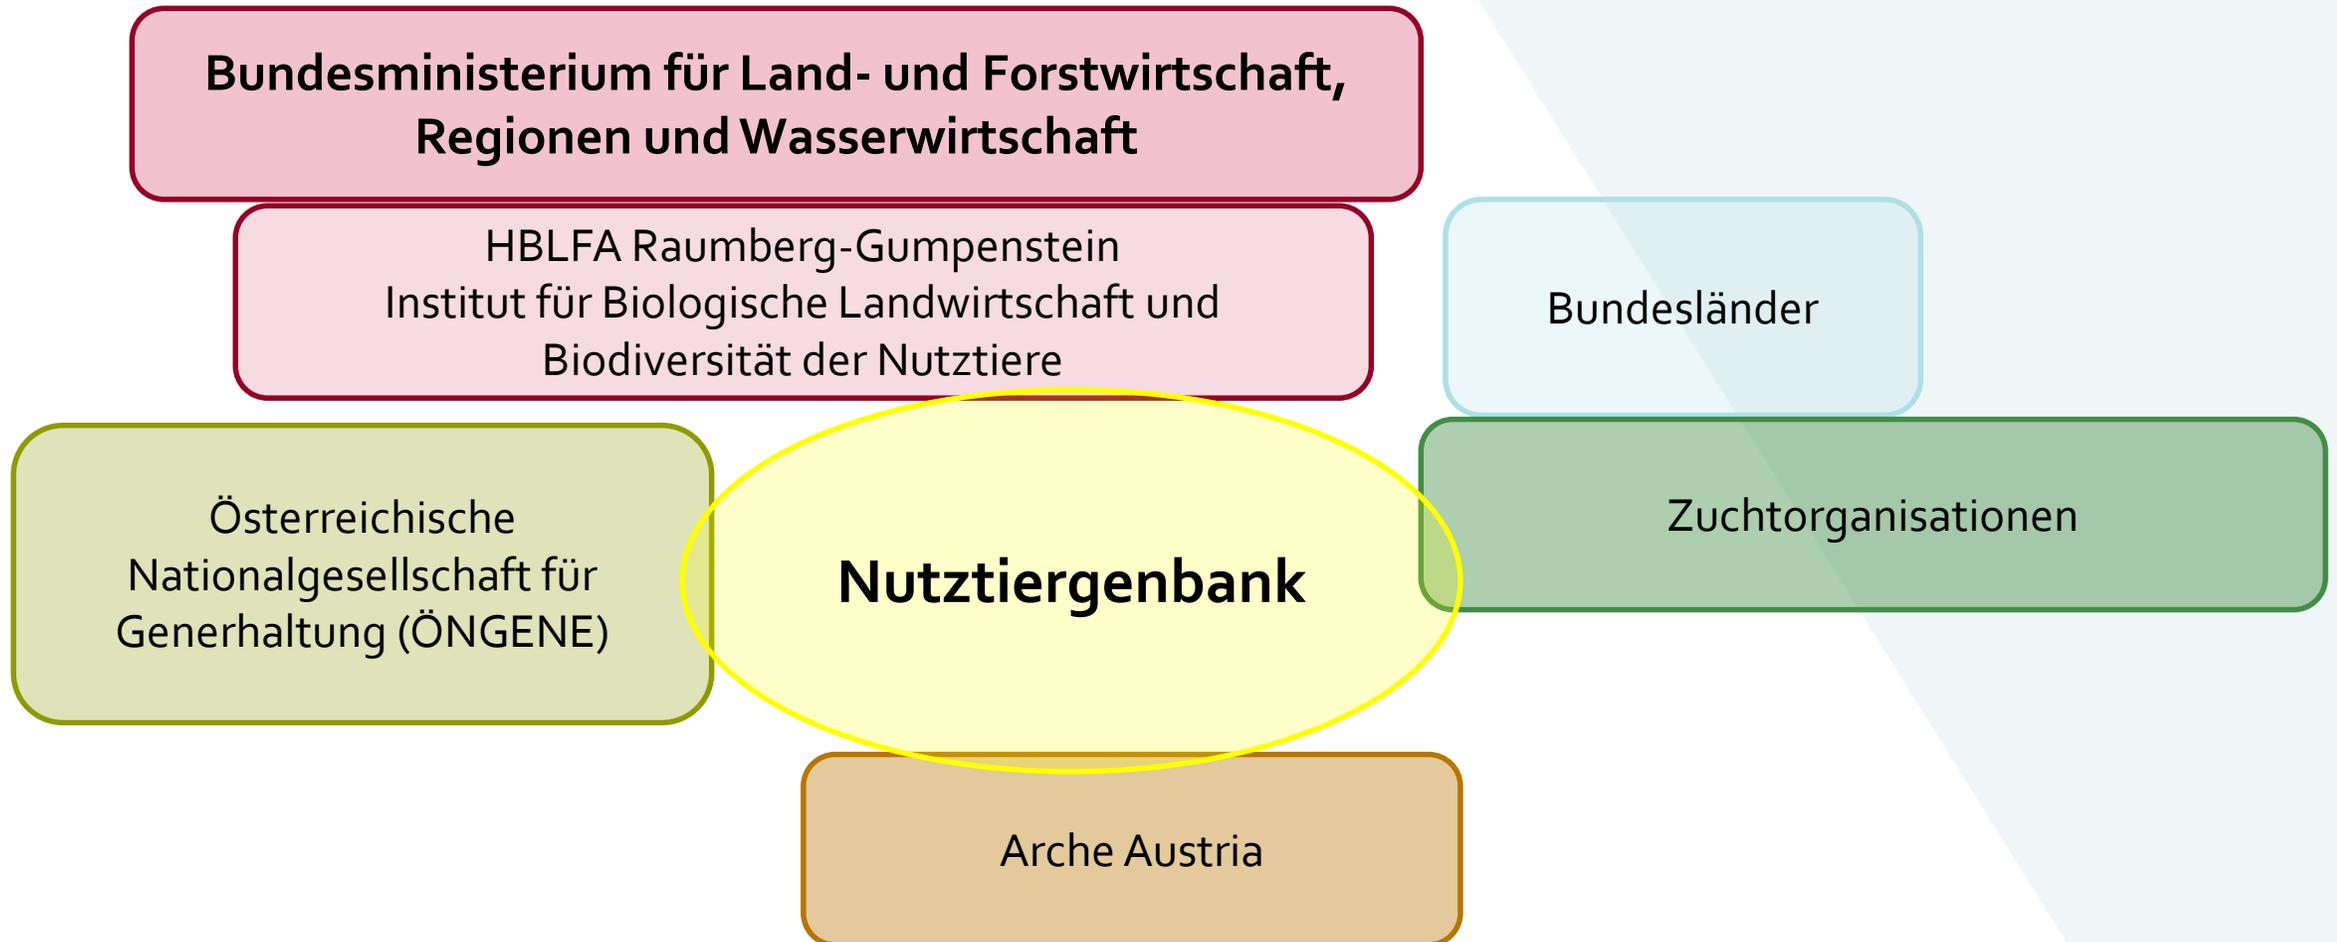 Bundesministerium für Land- und Forstwirtschaft,
Regionen und Wasserwirtschaft
HBLFA Raumberg-Gumpenstein
Institut für Biologische Landwirtschaft und
Biodiversität der Nutztiere
Bundesländer
Österreichische
Nationalgesellschaft für
Generhaltung (ÖNGENE)
Nutztiergenbank
Zuchtorganisationen
Arche Austria